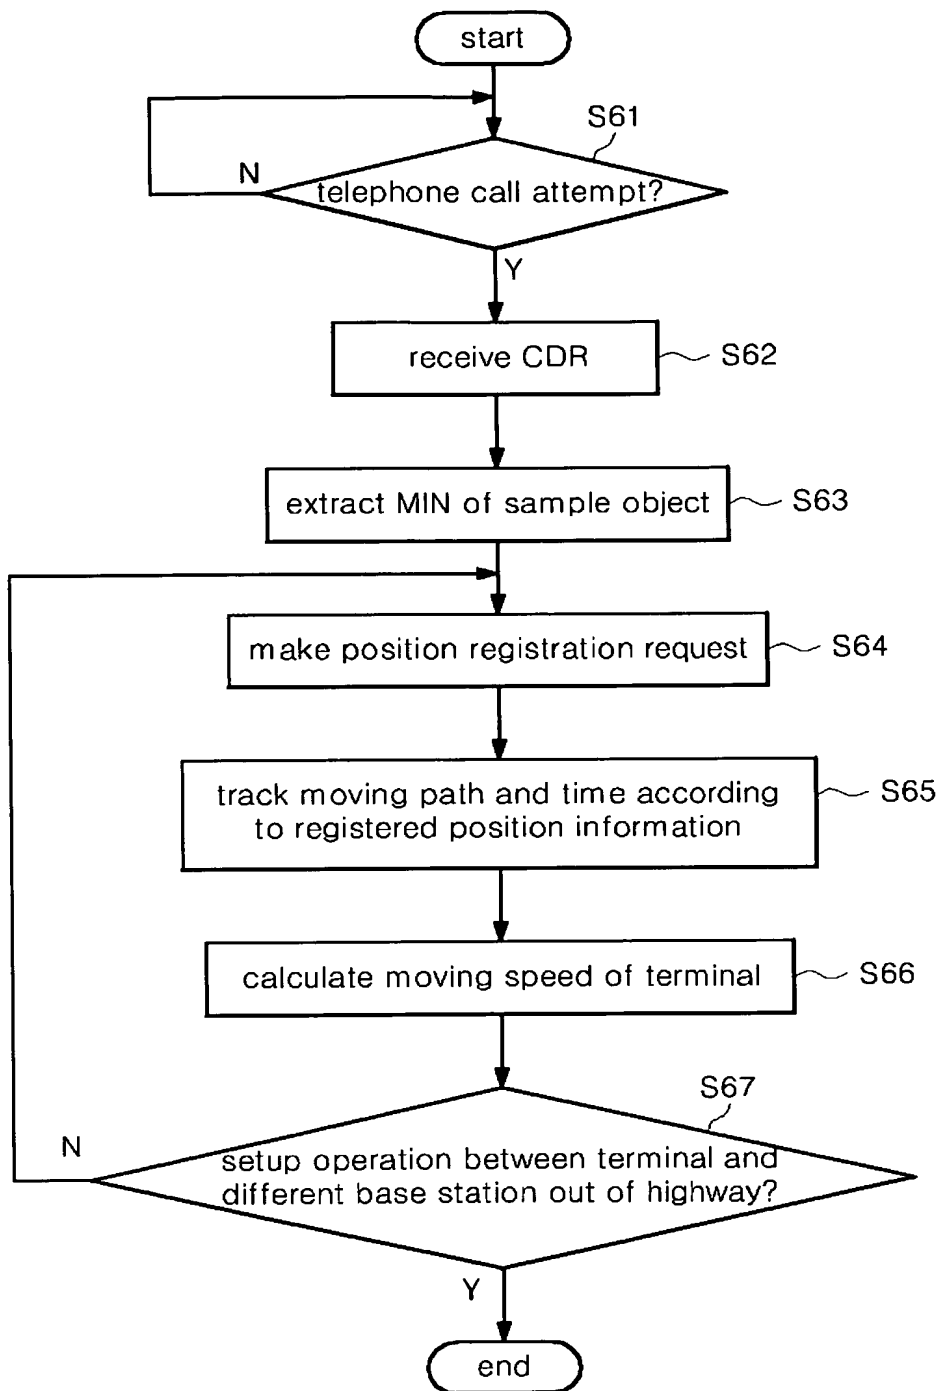 start
S61
N
telephone call attempt?
Y
receive CDR
S62
extract MIN of sample object
S63
make position registration request
S64
track moving path and time according
to registered position information
S65
calculate moving speed of terminal
S66
S67
N
setup operation between terminal and
different base station out of highway?
Y
end